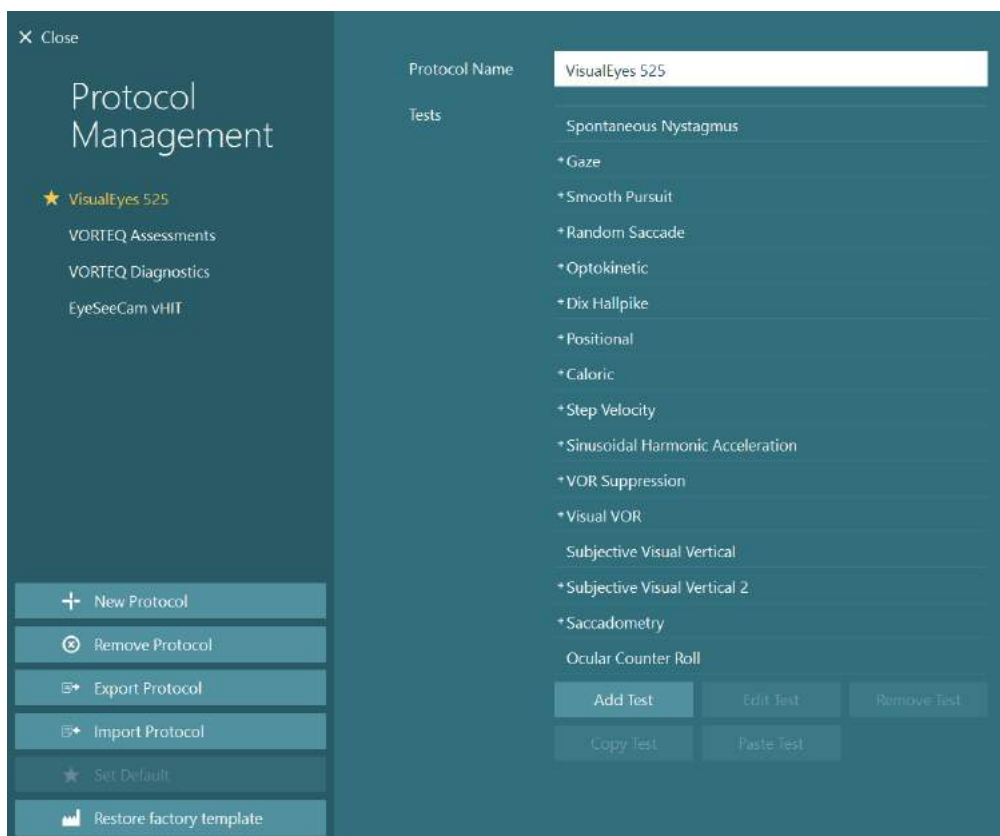 Close
Protocol
Management
VisualEyes 525
VORTEQ Assessments
VORTEQ Diagnostics
EyeSeeCam vHIT
New Protocol
Remove Protocol
Export Protocol
Import Protocol
Set Default
Restore factory template
Protocol Name
VisualEyes 525
Tests
Spontaneous Nystagmus
+Gaze
+Smooth Pursuit
+Random Saccade
+Optokinetic
+Dix Hallpike
+Positional
+Caloric
+Step Velocity
+Sinusoidal Harmonic Acceleration
+VOR Suppression
+Visual VOR
Subjective Visual Vertical
+Subjective Visual Vertical 2
+Saccadometry
Ocular Counter Roll
Add Test Edit Test Remove Test
Copy Test Paste Test